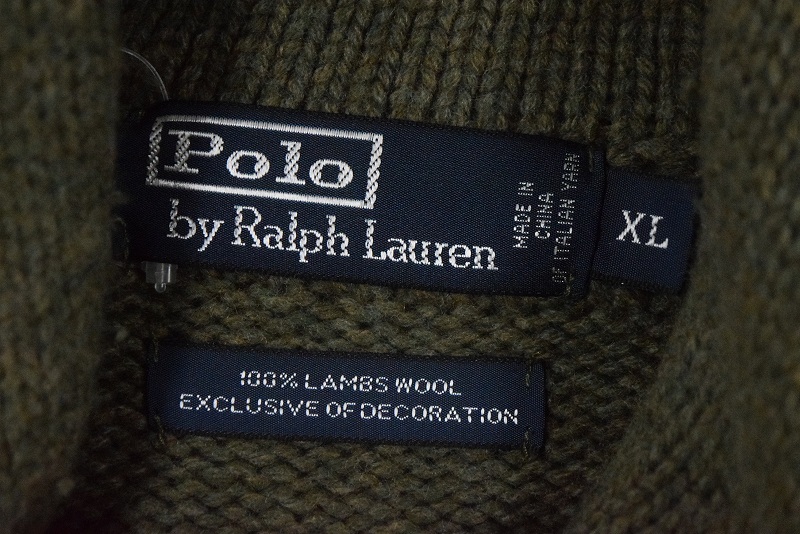 Polo
by Ralph Lauren
MADE IN
CHINA
OF ITALIAN YARN
XL
100% LAMBS WOOL
EXCLUSIVE OF DECORATION